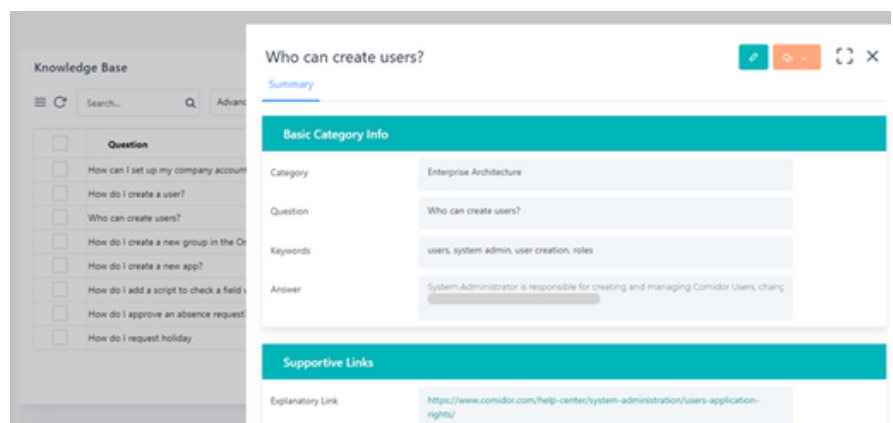 Knowledge Base
Search...
Advanc
Question
How can I set up my company account
How do I create a user?
Who can create users?
How do I create a new group in the Or
How do I create a new app?
How do I add a script to check a field v
How do I approve an absence request?
How do I request holiday
Who can create users?
Summary
Basic Category Info
Category
Enterprise Architecture
Question
Who can create users?
Keywords
users, system admin, user creation, roles
Answer
System Administrator is responsible for creating and managing Comidor Users, chang
Supportive Links
Explanatory Link
https://www.comidor.com/help-center/system-administration/users-application-
rights/